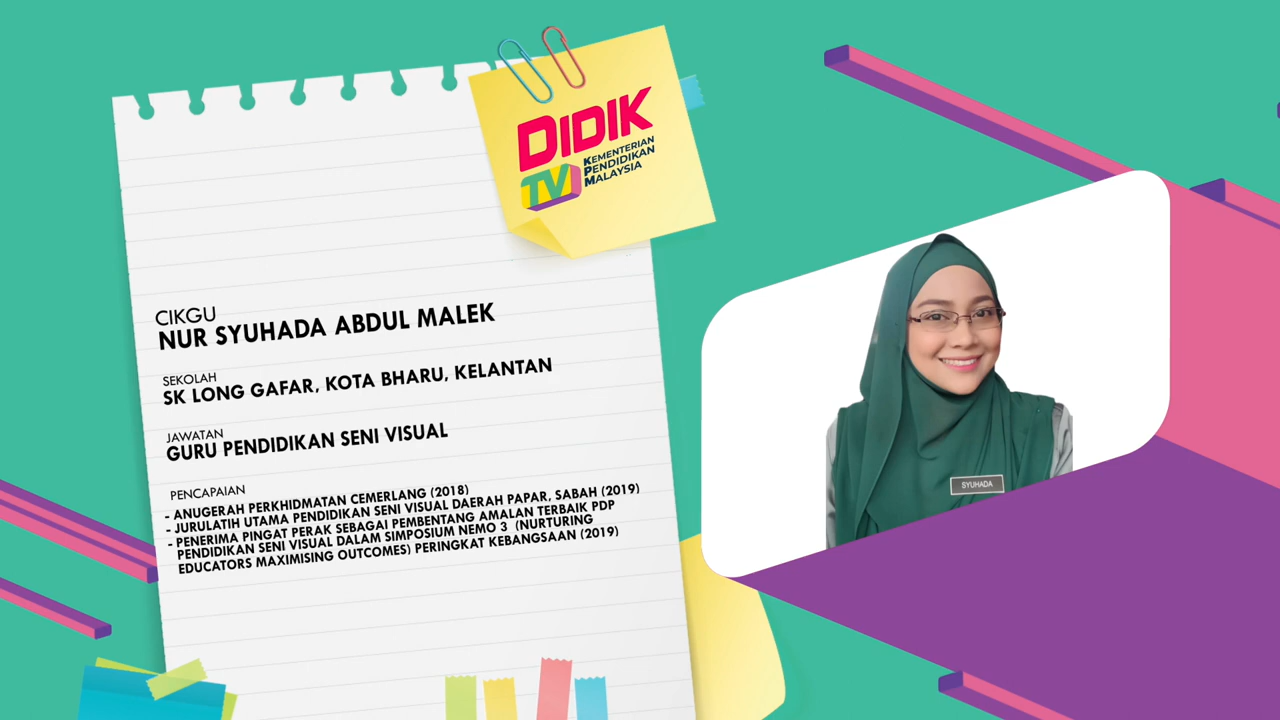 DIDIK
TV
KEMENTERIAN
PENDIDIKAN
MALAYSIA
CIKGU
NUR SYUHADA ABDUL MALEK
SEKOLAH
SK LONG GAFAR, KOTA BHARU, KELANTAN
JAWATAN
GURU PENDIDIKAN SENI VISUAL
PENCAPAIAN
- ANUGERAH PERKHIDMATAN CEMERLANG (2018)
- JURULATIH UTAMA PENDIDIKAN SENI VISUAL DAERAH PAPAR, SABAH (2019)
- PENERIMA PINGAT PERAK SEBAGAI PEMBENTANG AMALAN TERBAIK PDP
PENDIDIKAN SENI VISUAL DALAM SIMPOSIUM NEMO 3 (NURTURING
EDUCATORS MAXIMISING OUTCOMES) PERINGKAT KEBANGSAAN (2019)
SYUHADA